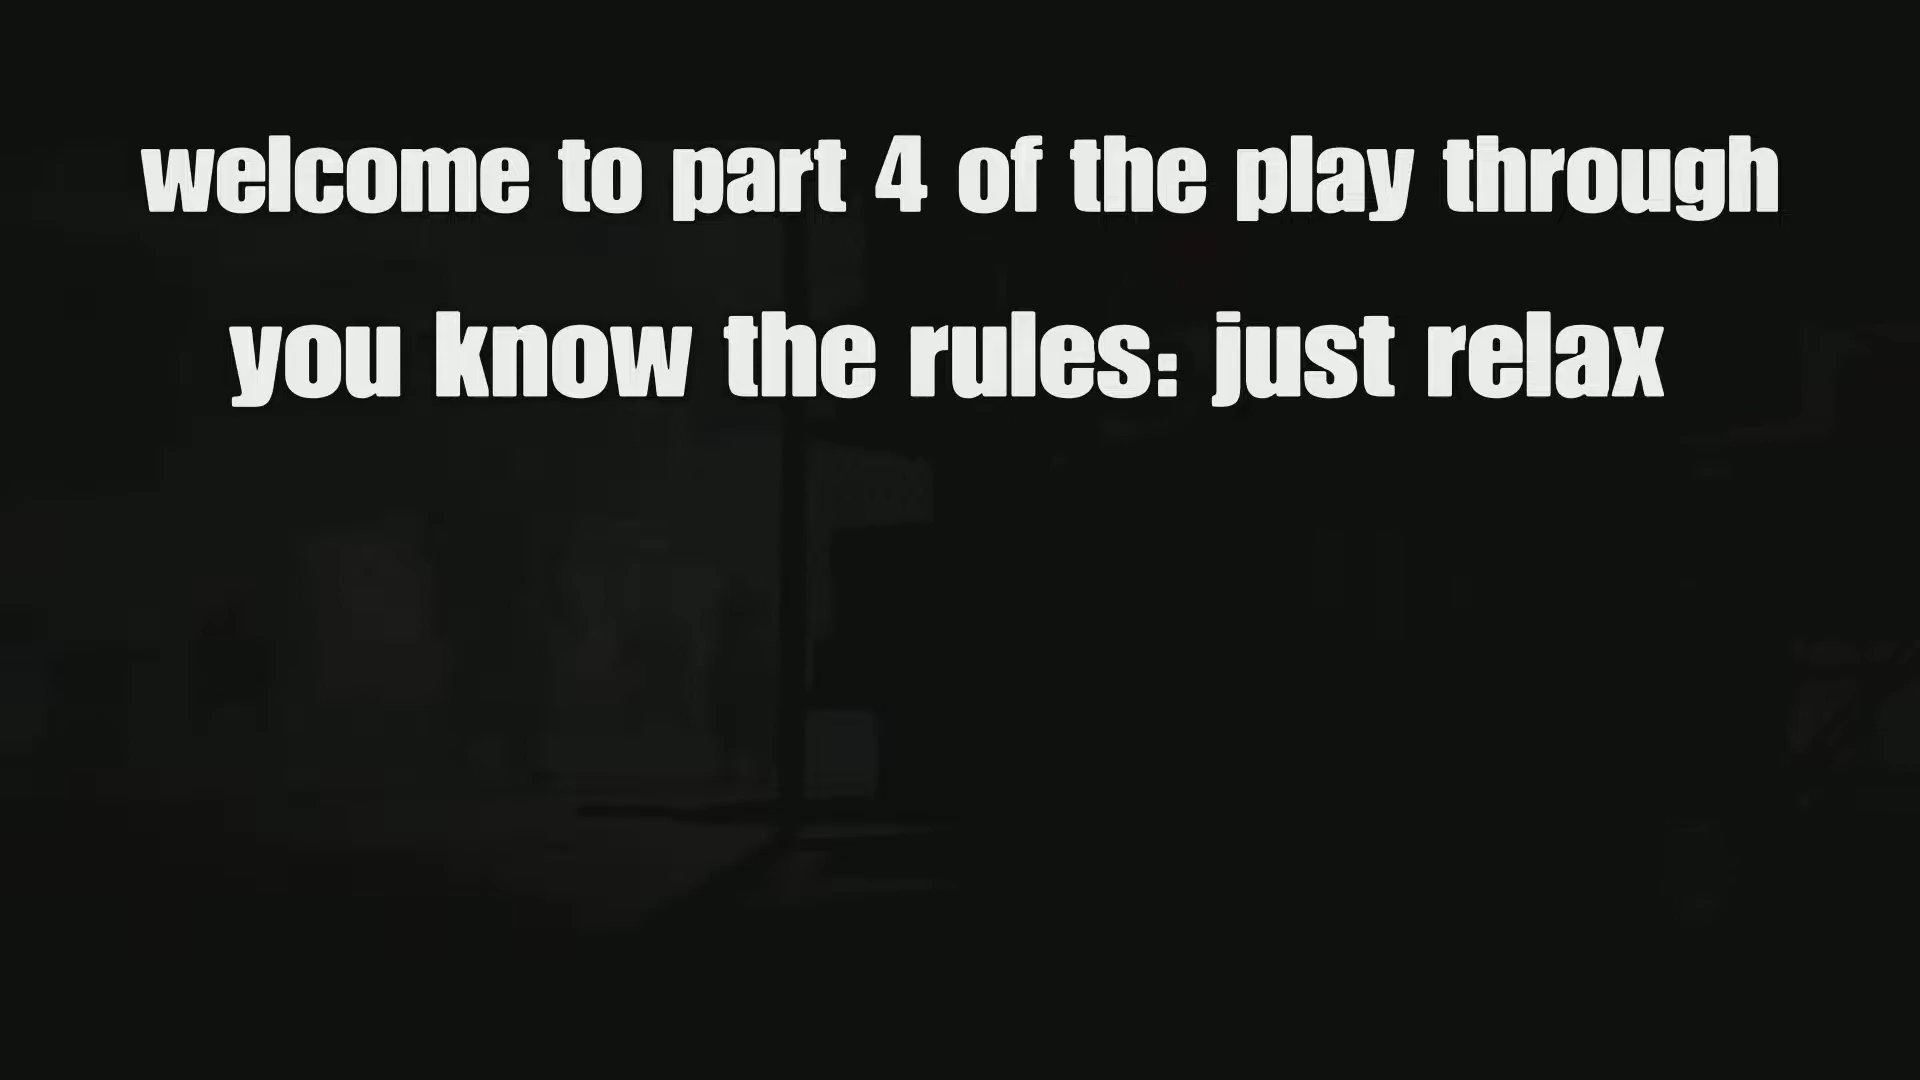 welcome to part 4 of the play through
you know the rules: just relax